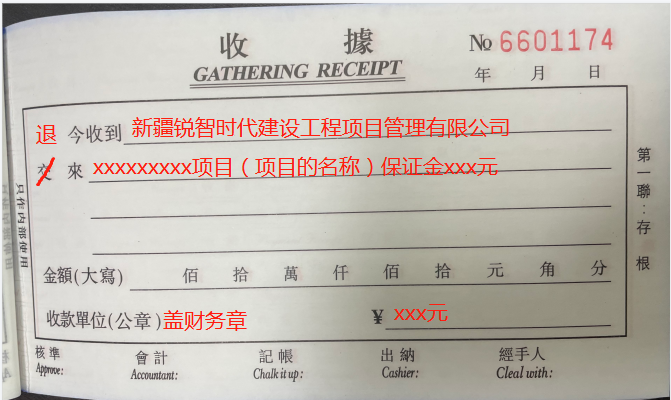 收 據
№ 6601174
GATHERING RECEIPT
年 月 日
今收到 新疆锐智时代建设工程项目管理有限公司
退
交 來 xxxxxxxxx项目（项目的名称）保证金xxx元
金額(大寫) 佰 拾 萬 仟 佰 拾 元 角 分
收款單位(公章) 盖财务章 ¥ xxx元
核準 會計 記帳 出納 經手人
Approve: Accountant: Chalk it up: Cashier: Cleal with:
第一聯：存根
只作内部使用